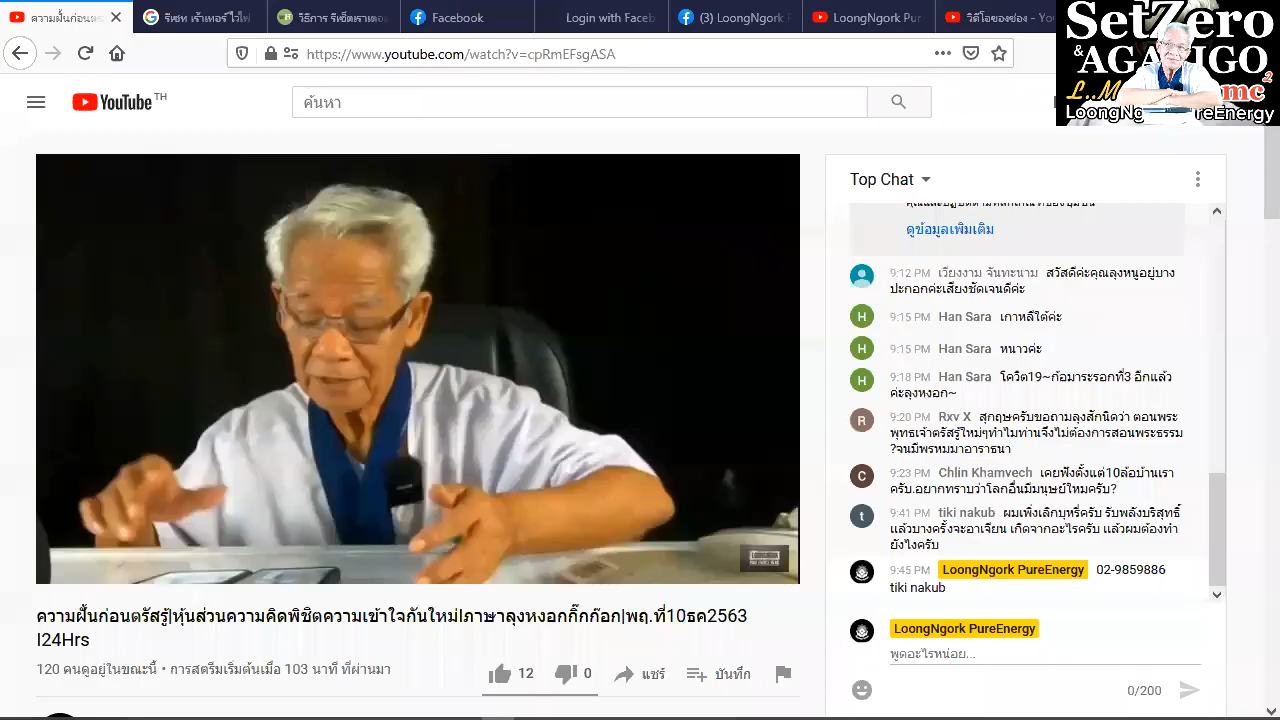 ความฝั้นก่อนตรัส
รีซท เร้าเทอร์ ไวไฟ
วิธีการ รีเซ็ตเราเตอ
Facebook
Login with Faceb
(3) LoongNgork P
LoongNgork Pur
วิดีโอของช่อง - Yo
https://www.youtube.com/watch?v=cpRmEFsgASA
SetZero
&
L..M
mc²
LoongNg
reEnergy
YouTube TH
ค้นหา
Top Chat
ดูข้อมูลเพิ่มเติม
9:12 PM เวียงงาม จันทะนาม สวัสดีค่ะคุณลุงหนูอยู่บาง
ปะกอกค่ะเสียงชัดเจนดีค่ะ
9:15 PM Han Sara เกาหลีใต้ค่ะ
9:15 PM Han Sara หนาวค่ะ
9:18 PM Han Sara โควิด19~ก้อมาระรอกที่3 อีกแล้ว
ค่ะลุงหงอก~
9:20 PM Rxv X สุกฤษครับขอถามลุงสักนิดว่า ตอนพระ
พุทธเจ้าตรัสรู้ใหม่ๆทำไมท่านจึงไม่ต้องการสอนพระธรรม
?จนมีพรหมมาอาราธนา
9:23 PM Chlin Khamvech เคยฟังตั้งแต่10ล้อบ้านเรา
ครับ.อยากทราบว่าโลกอื่นมีมนุษย์ใหมครับ?
9:41 PM tiki nakub ผมเพิ่งเลิกบุหรี่ครับ รับพลังบริสุทธิ์
แล้วบางครั้งจะอาเจียน เกิดจากอะไรครับ แล้วผมต้องทำ
ยังไงครับ
9:45 PM LoongNgork PureEnergy 02-9859886
tiki nakub
LoongNgork PureEnergy
พูดอะไรหน่อย...
0/200
ความฝั้นก่อนตรัสรู้|หุ้นส่วนความคิดพิชิตความเข้าใจกันใหม่|ภาษาลุงหงอกกิ๊กก๊อก|พฤ.ที่10ธค2563
|24Hrs
120 คนดูอยู่ในขณะนี้ • การสตรีมเริ่มต้นเมื่อ 103 นาที ที่ผ่านมา
12
0
แชร์
บันทึก